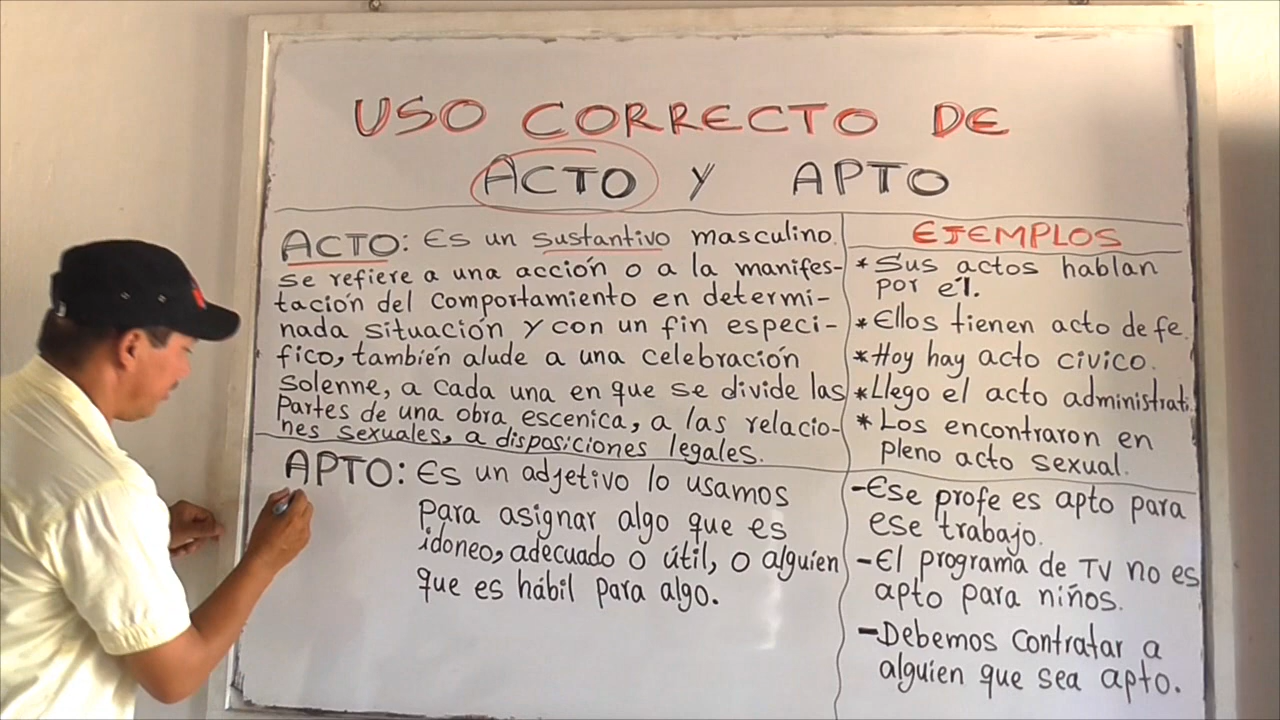 USO CORRECTO DE
ACTO Y APTO
ACTO: Es un sustantivo masculino.
se refiere a una acción o a la manifes-
tación del comportamiento en determi-
nada situación y con un fin especi-
fico, también alude a una celebración
solenne, a cada una en que se divide las
partes de una obra escenica, a las relacio-
nes sexuales, a disposiciones legales.
EJEMPLOS
* Sus actos hablan
por él.
* Ellos tienen acto de fe.
* Hoy hay acto cívico.
* Llego el acto administrati
* Los encontraron en
pleno acto sexual.
APTO: Es un adjetivo lo usamos
para asignar algo que es
idoneo, adecuado o útil, o alguien
que es hábil para algo.
- Ese profe es apto para
ese trabajo.
- El programa de TV no es
apto para niños.
- Debemos contratar a
alguien que sea apto.